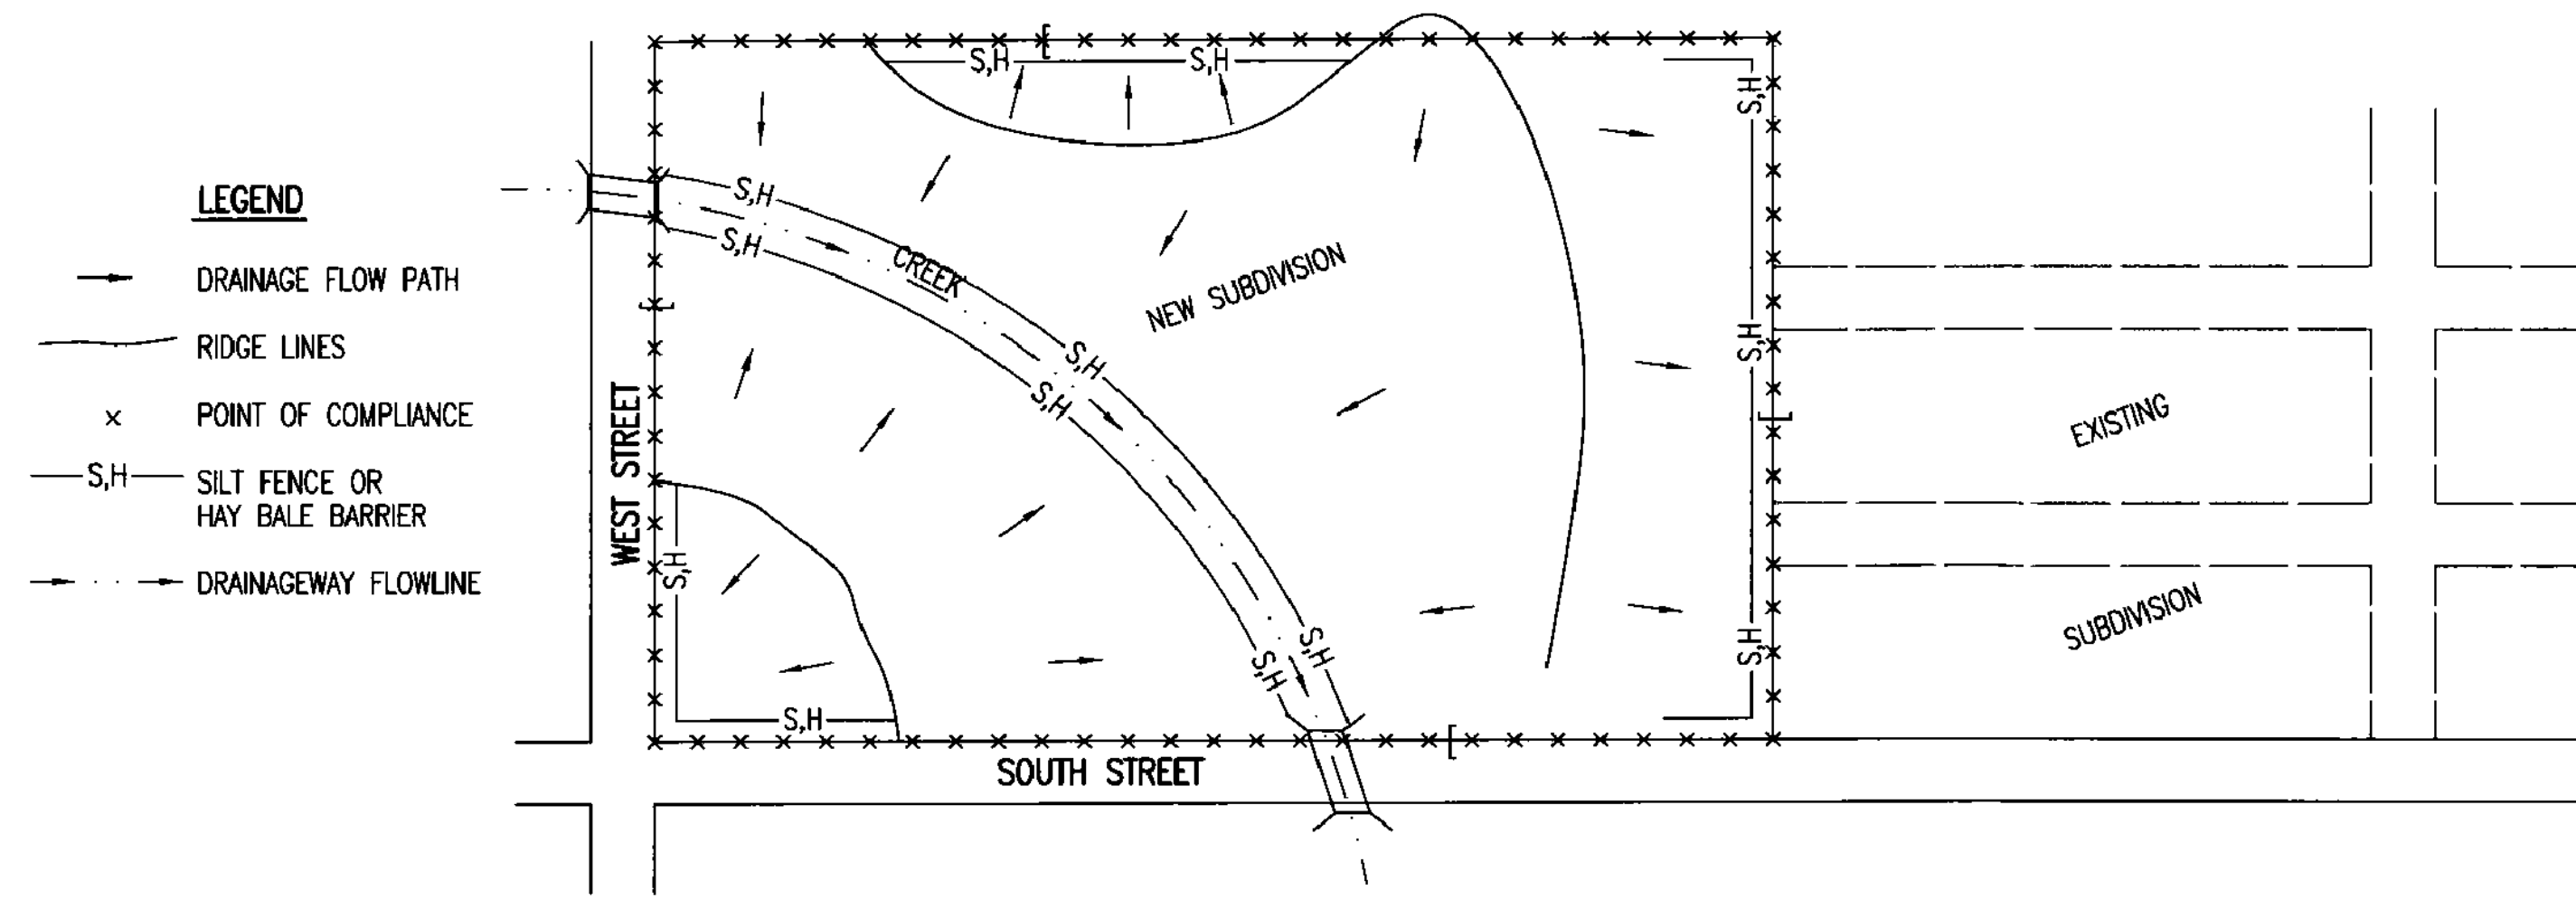 LEGEND
DRAINAGE FLOW PATH
RIDGE LINES
x POINT OF COMPLIANCE
S,H SILT FENCE OR
HAY BALE BARRIER
DRAINAGEWAY FLOWLINE
S,H
S,H
S,H
S,H
S,H
CREEK
NEW SUBDIVISION
S,H
S,H
S,H
WEST STREET
EXISTING
S,H
SUBDIVISION
S,H
S,H
S,H
S,H
SOUTH STREET